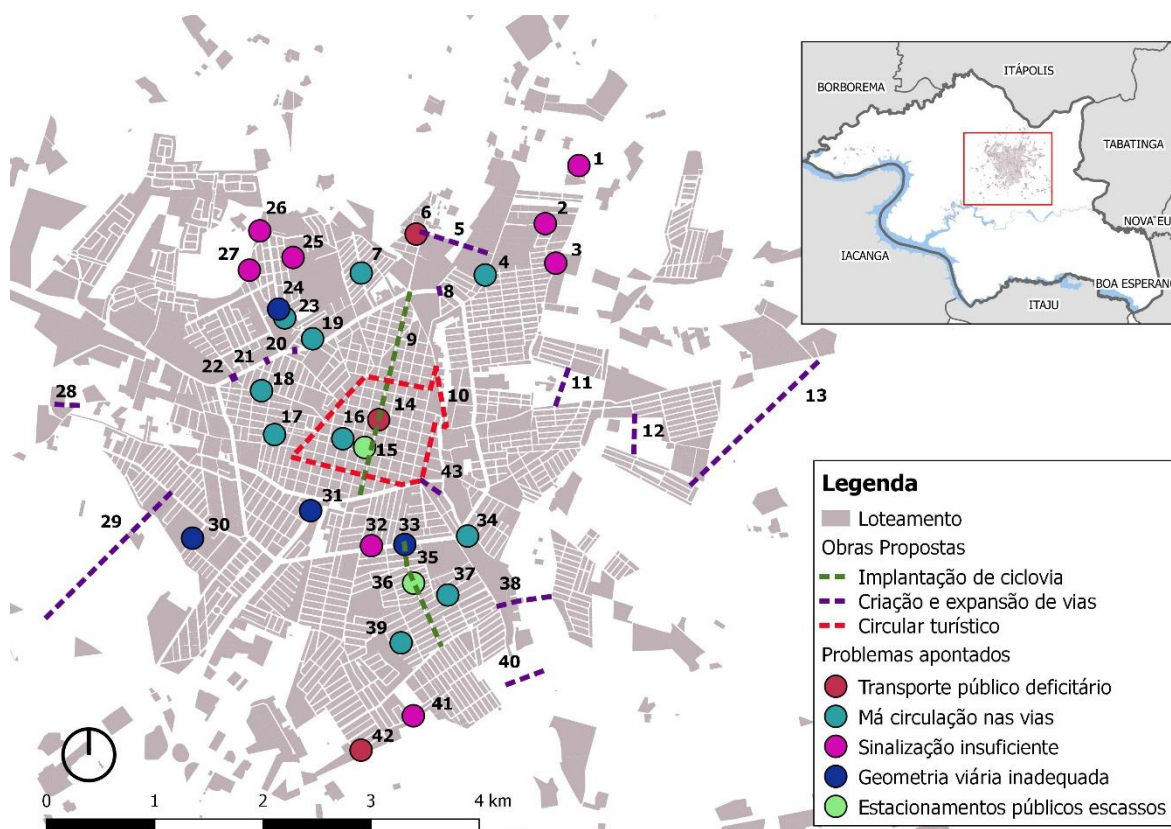 BORBOREMA
ITÁPOLIS
TABATINGA
NOVA EU
IACANGA
BOA ESPERANÇ
ITAJU
1
2
3
4
5
6
7
8
9
10
11
12
13
14
15
16
17
18
19
20
21
22
23
24
25
26
27
28
29
30
31
32
33
34
35
36
37
38
39
40
41
42
43
Legenda
Loteamento
Obras Propostas
Implantação de ciclovia
Criação e expansão de vias
Circular turístico
Problemas apontados
Transporte público deficitário
Má circulação nas vias
Sinalização insuficiente
Geometria viária inadequada
Estacionamentos públicos escassos
0 1 2 3 4 km